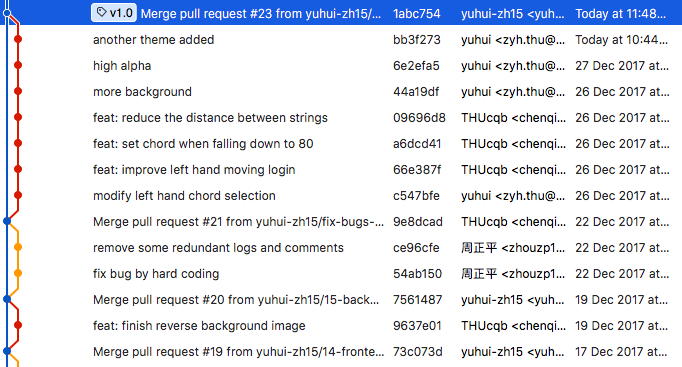 v1.0 Merge pull request #23 from yuhui-zh15/... 1abc754 yuhui-zh15 <yuh... Today at 11:48...
another theme added bb3f273 yuhui <zyh.thu@... Today at 10:44...
high alpha 6e2efa5 yuhui <zyh.thu@... 27 Dec 2017 at...
more background 44a19df yuhui <zyh.thu@... 26 Dec 2017 at...
feat: reduce the distance between strings 09696d8 THUcqb <chenqi... 26 Dec 2017 at...
feat: set chord when falling down to 80 a6dcd41 THUcqb <chenqi... 26 Dec 2017 at...
feat: improve left hand moving login 66e387f THUcqb <chenqi... 26 Dec 2017 at...
modify left hand chord selection c547bfe yuhui <zyh.thu@... 26 Dec 2017 at...
Merge pull request #21 from yuhui-zh15/fix-bugs-... 9e8dcad THUcqb <chenqi... 22 Dec 2017 at...
remove some redundant logs and comments ce96cfe 周正平 <zhouzp1... 22 Dec 2017 at...
fix bug by hard coding 54ab150 周正平 <zhouzp1... 22 Dec 2017 at...
Merge pull request #20 from yuhui-zh15/15-back... 7561487 yuhui-zh15 <yuh... 19 Dec 2017 at...
feat: finish reverse background image 9637e01 THUcqb <chenqi... 19 Dec 2017 at...
Merge pull request #19 from yuhui-zh15/14-fronte... 73c073d yuhui-zh15 <yuh... 17 Dec 2017 at...